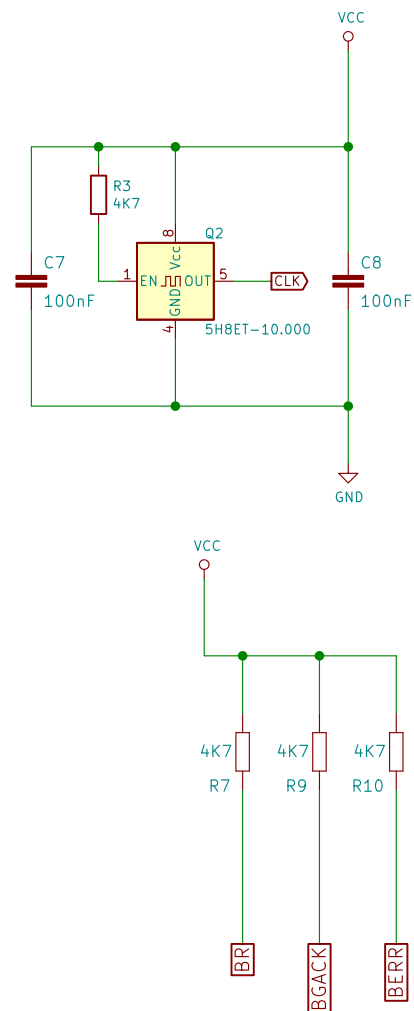 VCC
R3
4K7
C7
100nF
8
Q2
Vcc
1
EN
OUT
5
CLK
GND
4
5H8ET-10.000
C8
100nF
GND
VCC
4K7
R7
4K7
R9
4K7
R10
BR
BGACK
BERR